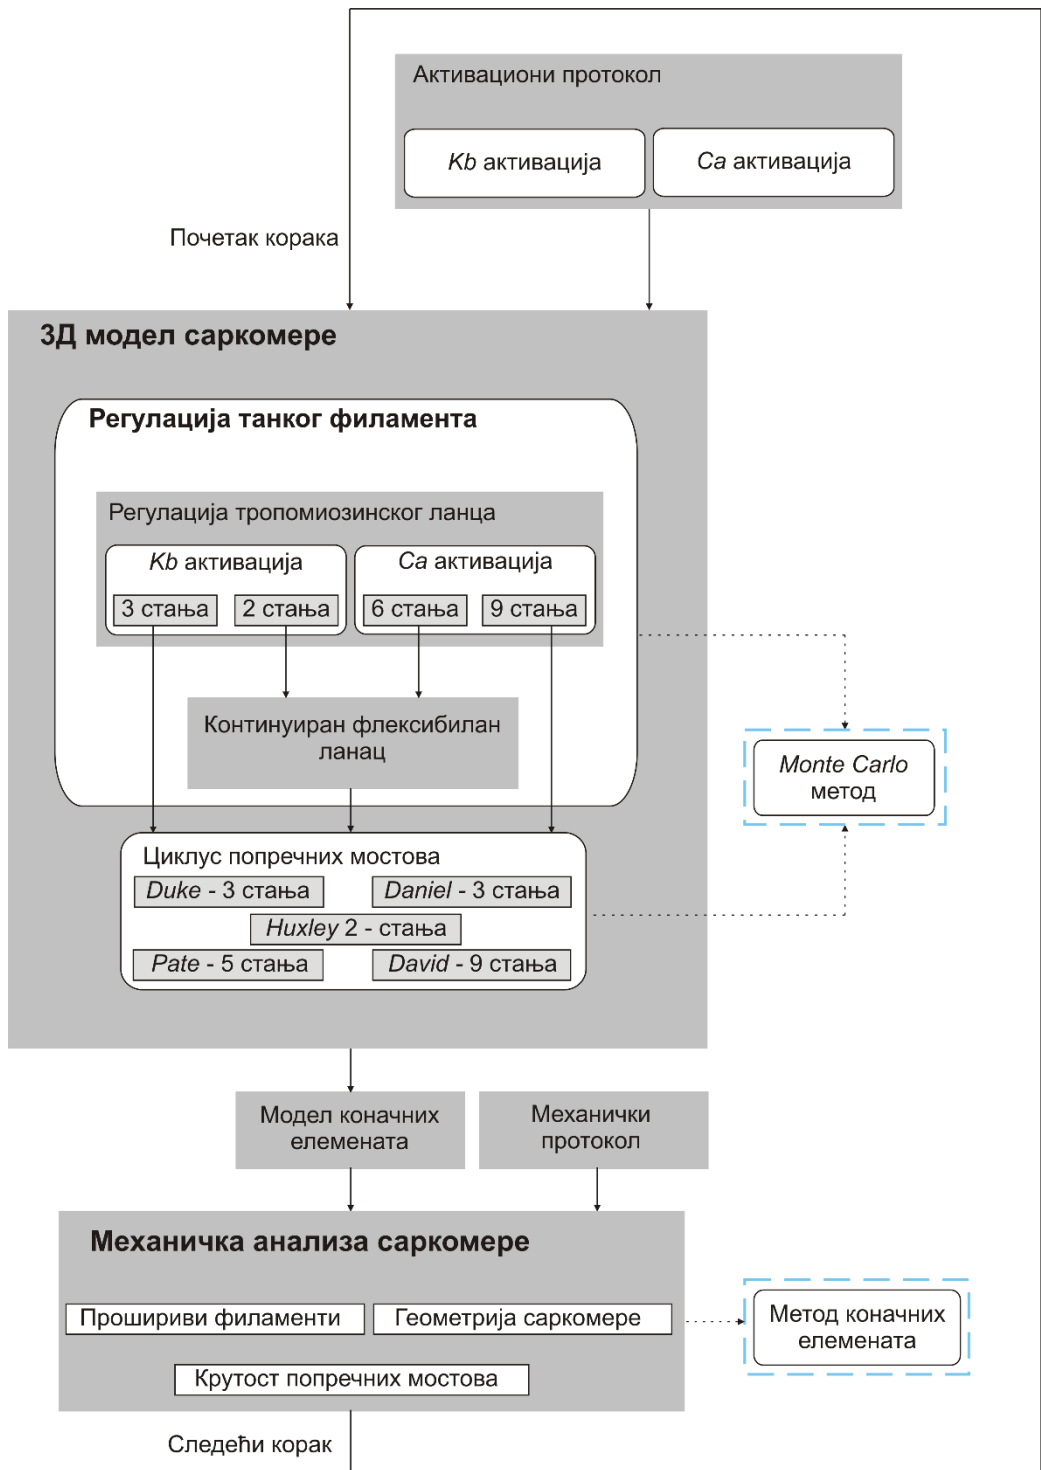 Активациони протокол
Kb активација
Ca активација
Почетак корака
3Д модел саркомере
Регулација танког филамента
Регулација тропомиозинског ланца
Kb активација
Ca активација
3 стања
2 стања
6 стања
9 стања
Континуиран флексибилан
ланац
Monte Carlo
метод
Циклус попречних мостова
Duke - 3 стања
Daniel - 3 стања
Huxley 2 - стања
Pate - 5 стања
David - 9 стања
Модел коначних
елемената
Механички
протокол
Механичка анализа саркомере
Прошириви филаменти
Геометрија саркомере
Крутост попречних мостова
Метод коначних
елемената
Следећи корак